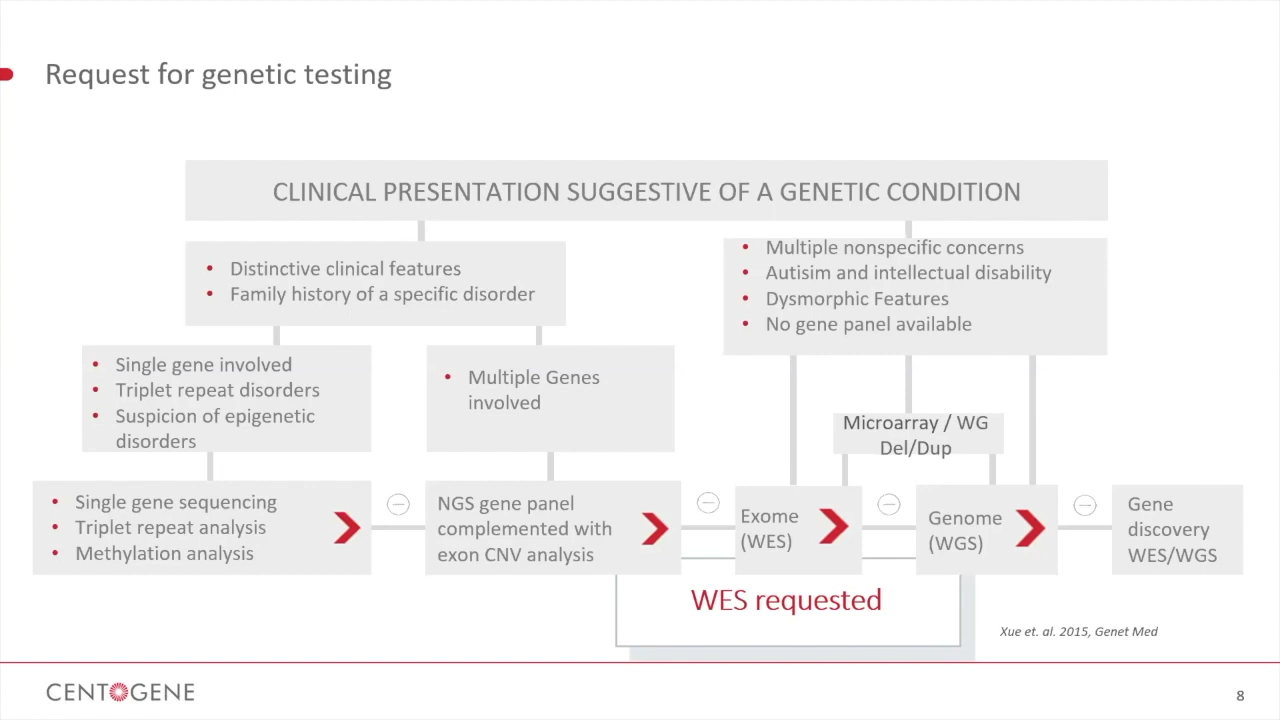 Request for genetic testing
CLINICAL PRESENTATION SUGGESTIVE OF A GENETIC CONDITION
• Distinctive clinical features
• Family history of a specific disorder
• Multiple nonspecific concerns
• Autisim and intellectual disability
• Dysmorphic Features
• No gene panel available
• Single gene involved
• Triplet repeat disorders
• Suspicion of epigenetic
disorders
• Multiple Genes
involved
Microarray / WG
Del/Dup
• Single gene sequencing
• Triplet repeat analysis
• Methylation analysis
NGS gene panel
complemented with
exon CNV analysis
Exome
(WES)
Genome
(WGS)
Gene
discovery
WES/WGS
WES requested
Xue et. al. 2015, Genet Med
CENTOGENE
8